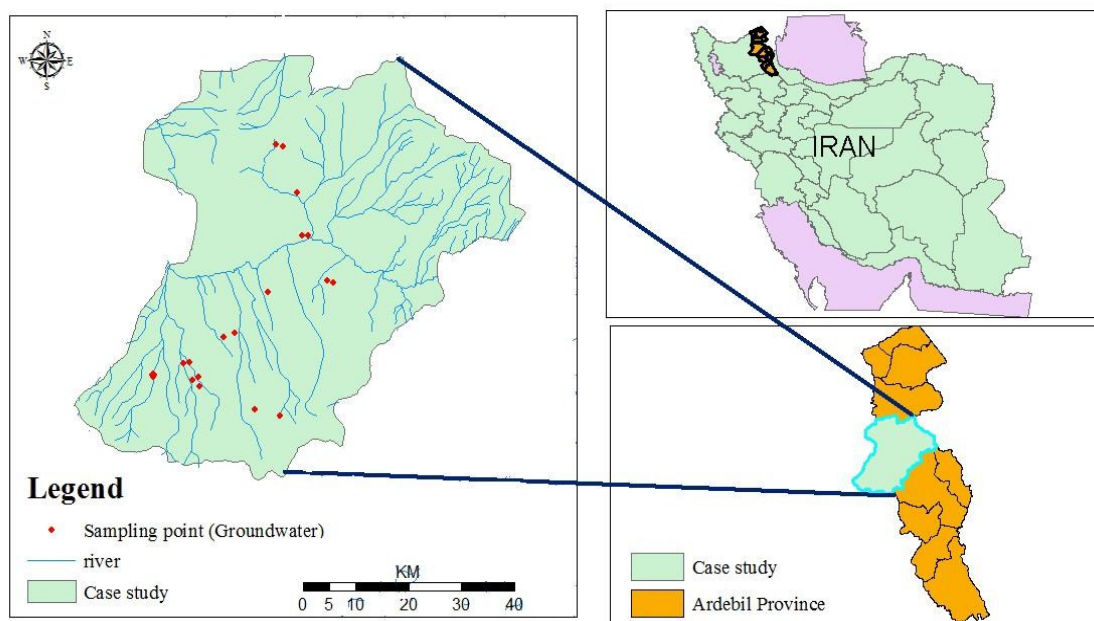 N
W E
S
Legend
Sampling point (Groundwater)
river
Case study
KM
0 5 10 20 30 40
IRAN
Case study
Ardebil Province